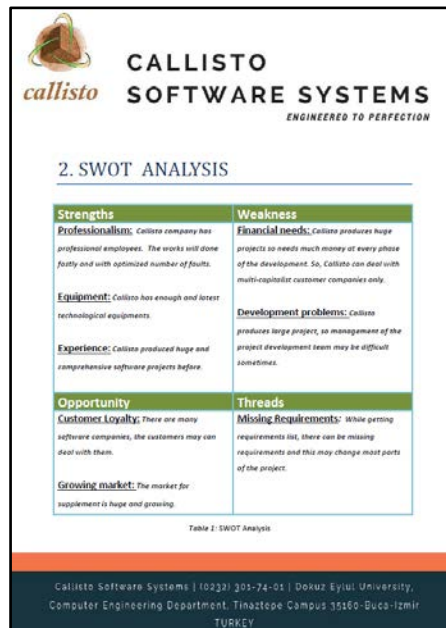 callisto
CALLISTO
SOFTWARE SYSTEMS
ENGINEERED TO PERFECTION
2. SWOT ANALYSIS
Strengths
Professionalism: Callisto company has
professional employees. The works will done
fastly and with optimized number of faults.
Equipment: Callisto has enough and latest
technological equipments.
Experience: Callisto produced huge and
comprehensive software projects before.
Weakness
Financial needs: Callisto produces huge
projects so needs much money at every phase
of the development. So, Callisto can deal with
multi-capitalist customer companies only.
Development problems: Callisto
produces large project, so management of the
project development team may be difficult
sometimes.
Opportunity
Customer Loyalty: There are many
software companies, the customers may can
deal with them.
Growing market: The market for
supplement is huge and growing.
Threads
Missing Requirements: While getting
requirements list, there can be missing
requirements and this may change most parts
of the project.
Table 1: SWOT Analysis
Callisto Software Systems | (0232) 301-74-01 | Dokuz Eylul University,
Computer Engineering Department, Tinaztepe Campus 35160-Buca-Izmir
TURKEY